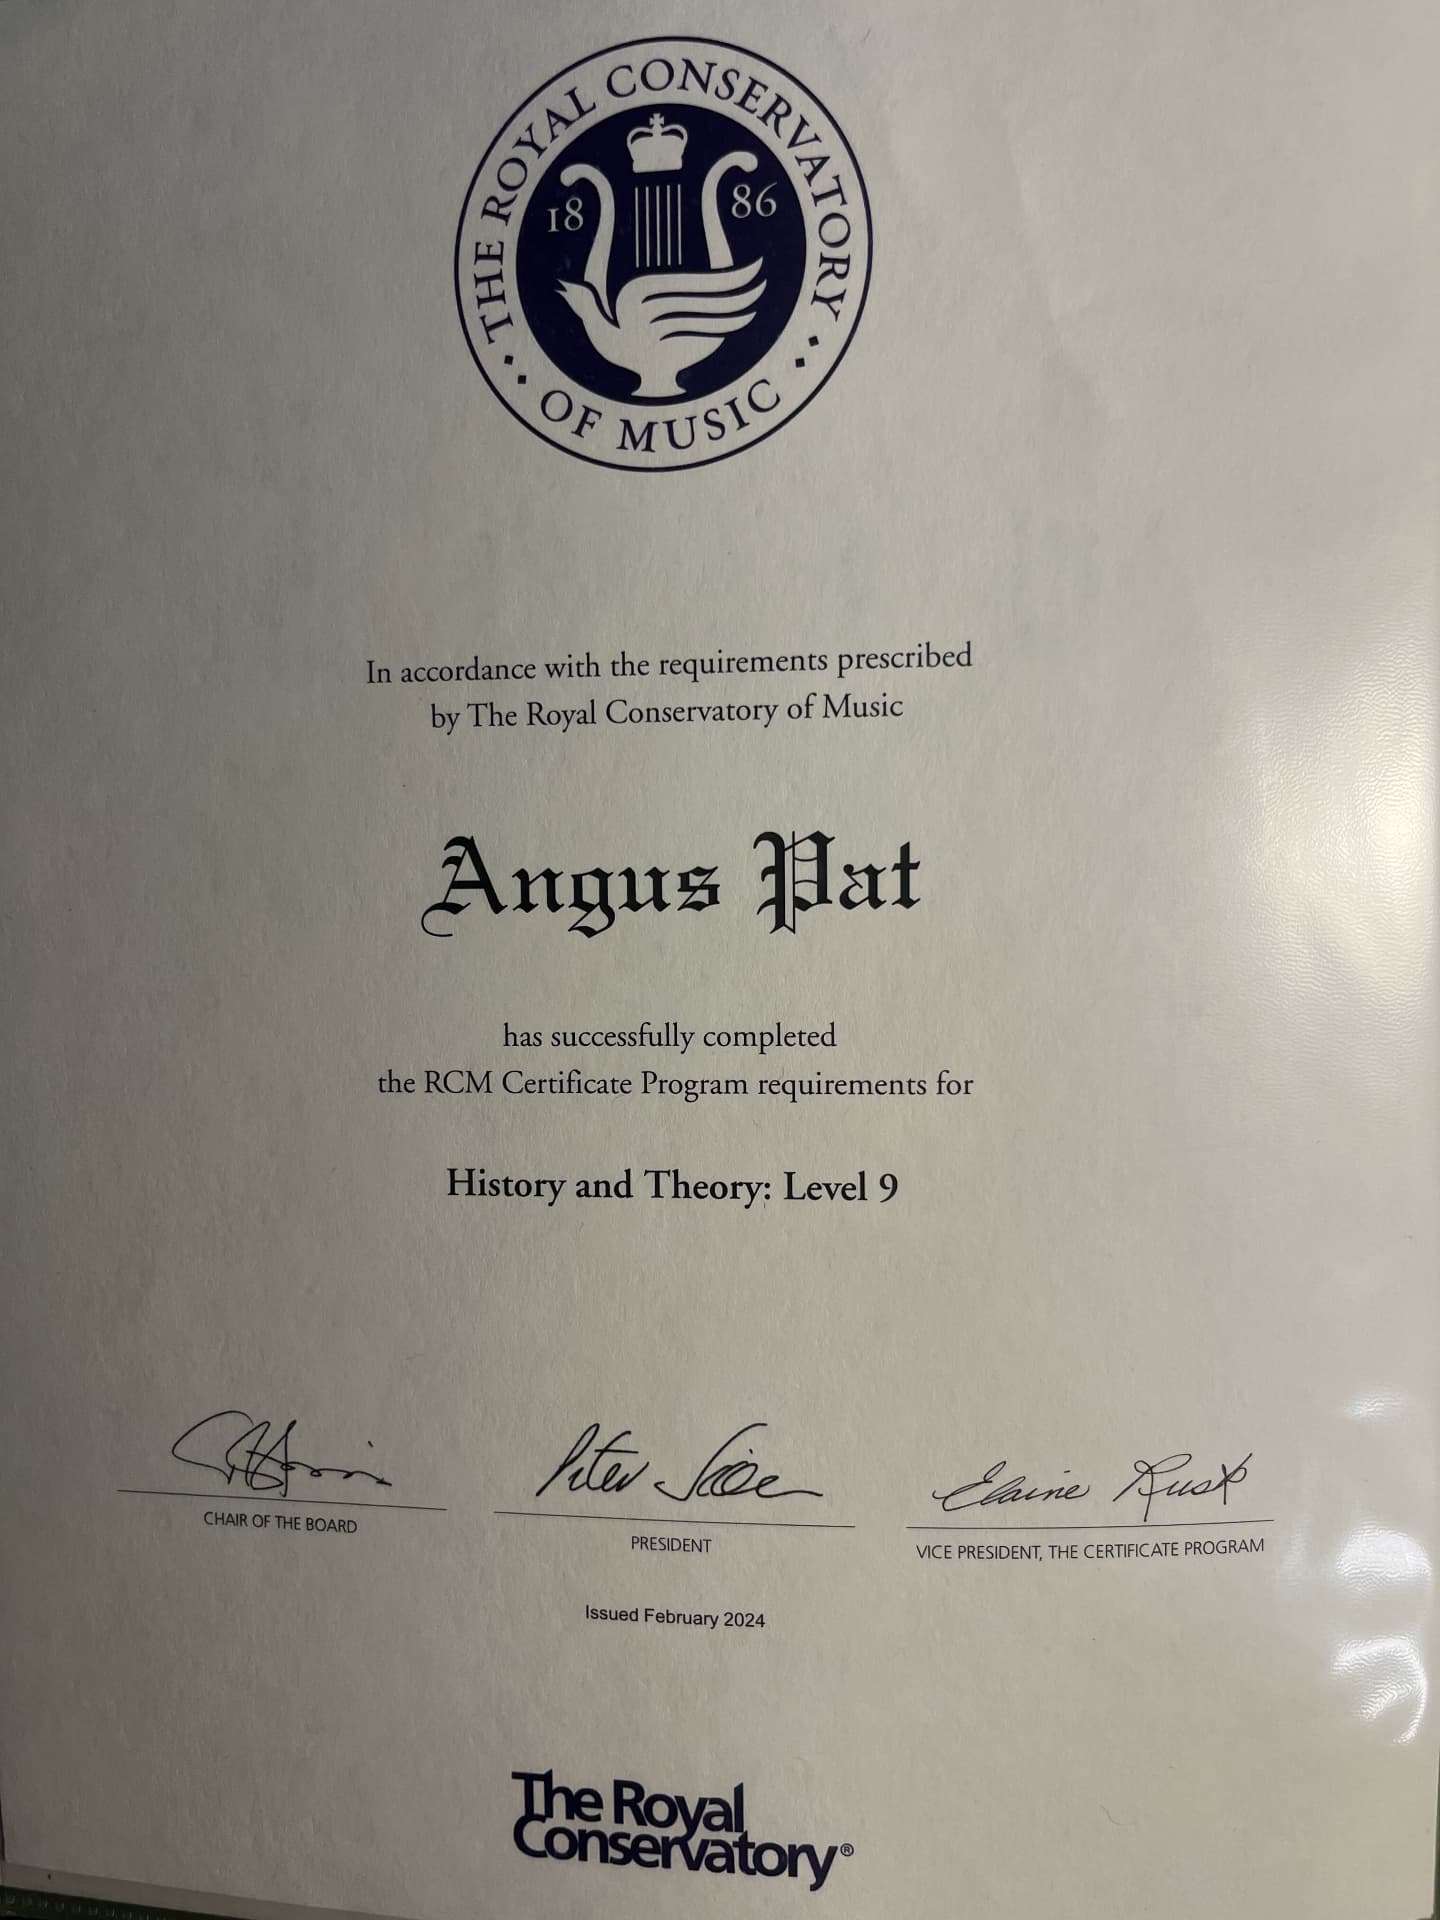 THE ROYAL CONSERVATORY
OF MUSIC
18 86
In accordance with the requirements prescribed
by The Royal Conservatory of Music
Angus Pat
has successfully completed
the RCM Certificate Program requirements for
History and Theory: Level 9
Elaine Rusk
CHAIR OF THE BOARD
PRESIDENT
VICE PRESIDENT, THE CERTIFICATE PROGRAM
Issued February 2024
The Royal
Conservatory®